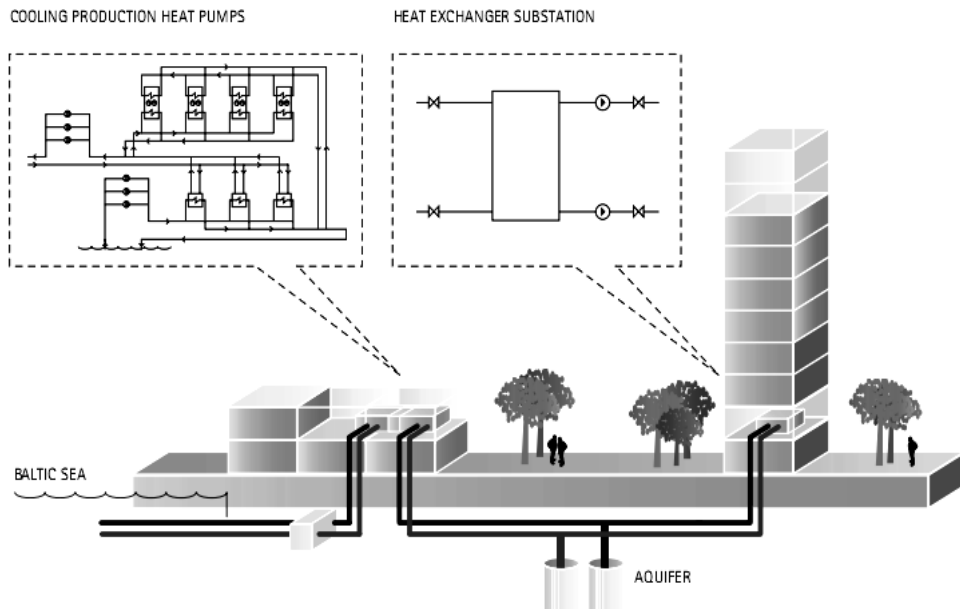 COOLING PRODUCTION HEAT PUMPS
HEAT EXCHANGER SUBSTATION
BALTIC SEA
AQUIFER